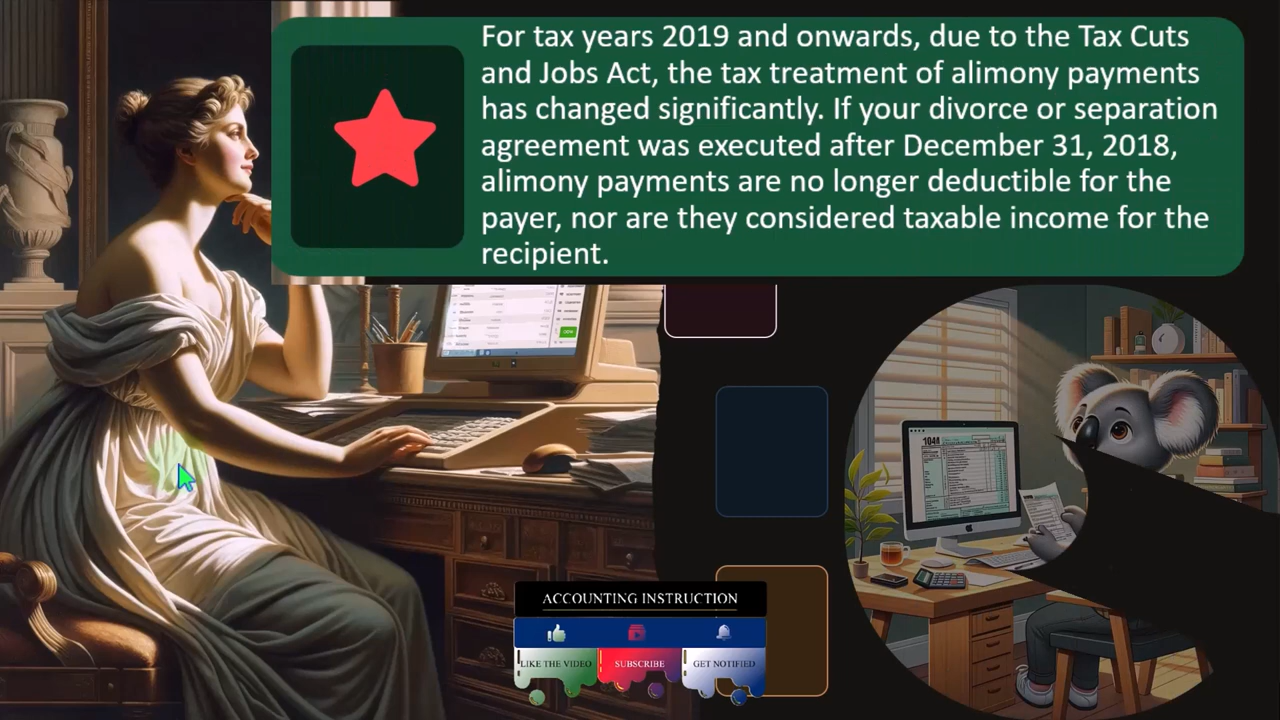 For tax years 2019 and onwards, due to the Tax Cuts
and Jobs Act, the tax treatment of alimony payments
has changed significantly. If your divorce or separation
agreement was executed after December 31, 2018,
alimony payments are no longer deductible for the
payer, nor are they considered taxable income for the
recipient.
104A
ACCOUNTING INSTRUCTION
LIKE THE VIDEO
SUBSCRIBE
GET NOTIFIED